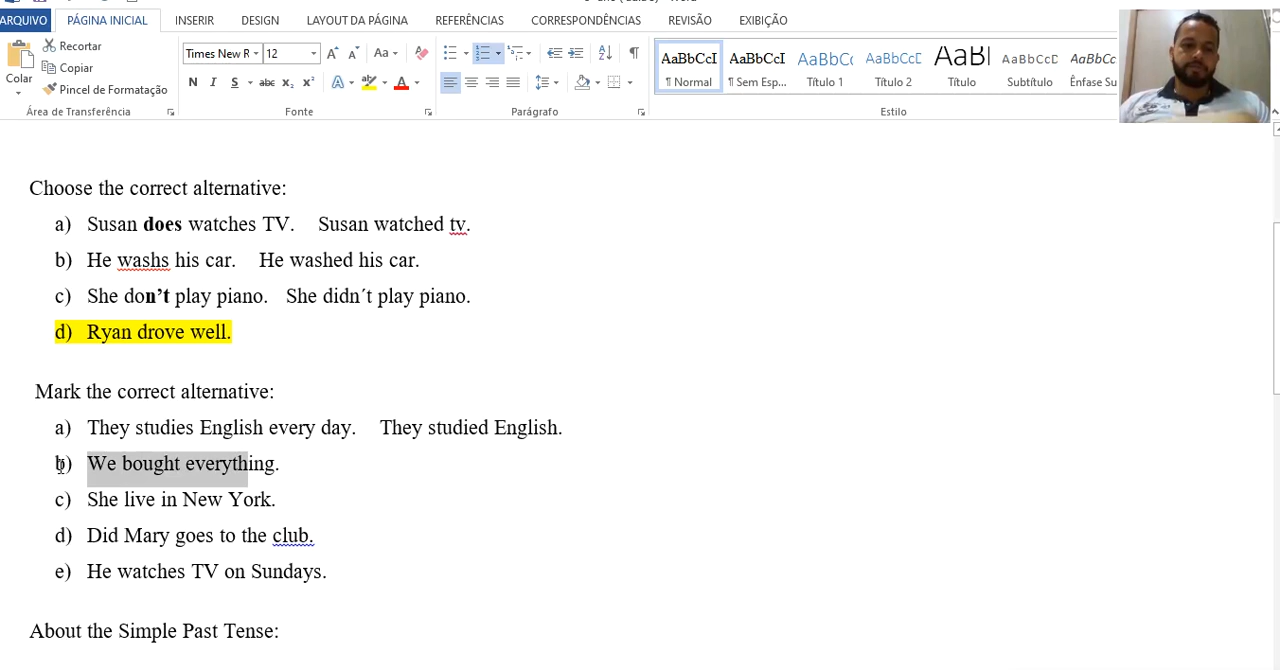 ARQUIVO PÁGINA INICIAL INSERIR DESIGN LAYOUT DA PÁGINA REFERÊNCIAS CORRESPONDÊNCIAS REVISÃO EXIBIÇÃO
Colar
Recortar
Copiar
Pincel de Formatação
Área de Transferência
Times New R 12
Aa
N I S abc x₂ x²
Fonte
Parágrafo
AaBbCcI AaBbCcI AaBbCc AaBbCcC AaBl AaBbCcC AaBbCc
¶ Normal ¶ Sem Esp... Título 1 Título 2 Título Subtítulo Ênfase Su
Estilo
Choose the correct alternative:
a) Susan does watches TV. Susan watched tv.
b) He washs his car. He washed his car.
c) She don’t play piano. She didn´t play piano.
d) Ryan drove well.
Mark the correct alternative:
a) They studies English every day. They studied English.
b) We bought everything.
c) She live in New York.
d) Did Mary goes to the club.
e) He watches TV on Sundays.
About the Simple Past Tense: